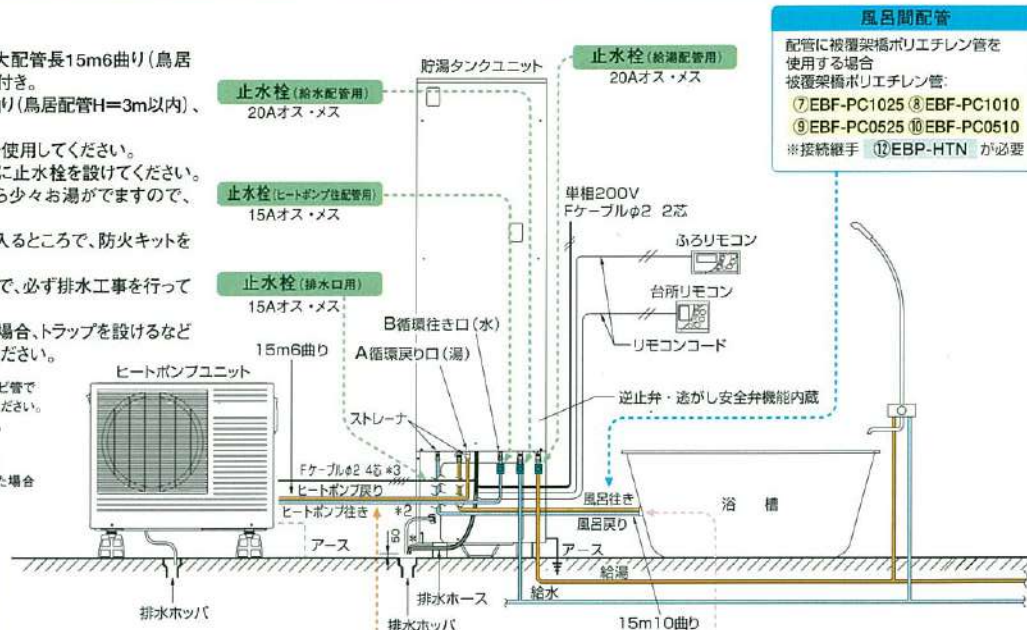 大配管長15m6曲り（鳥居
付き。
り（鳥居配管H＝3m以内）、
使用してください。
に止水栓を設けてください。
ら少々お湯がでますので、
入るところで、防火キットを
で、必ず排水工事を行って
場合、トラップを設けるなど
ださい。
ビ管で
ださい。
た場合
止水栓（給水配管用）
20Aオス・メス
止水栓（ヒートポンプ往配管用）
15Aオス・メス
止水栓（排水口用）
15Aオス・メス
貯湯タンクユニット
止水栓（給湯配管用）
20Aオス・メス
風呂間配管
配管に被覆架橋ポリエチレン管を
使用する場合
被覆架橋ポリエチレン管:
⑦EBF-PC1025 ⑧EBF-PC1010
⑨EBF-PC0525 ⑩EBF-PC0510
※接続継手 ⑫EBP-HTN が必要
単相200V
Fケーブルφ2 2芯
ふろリモコン
台所リモコン
リモコンコード
B循環往き口（水）
A循環戻り口（湯）
15m6曲り
ヒートポンプユニット
ストレーナ
逆止弁・逃がし安全弁機能内蔵
Fケーブルφ2 4芯 *3
ヒートポンプ戻り
ヒートポンプ往き *2
風呂往き
風呂戻り
浴 槽
50
アース
アース
給湯
給水
排水ホース
排水ホッパ
排水ホッパ
15m10曲り